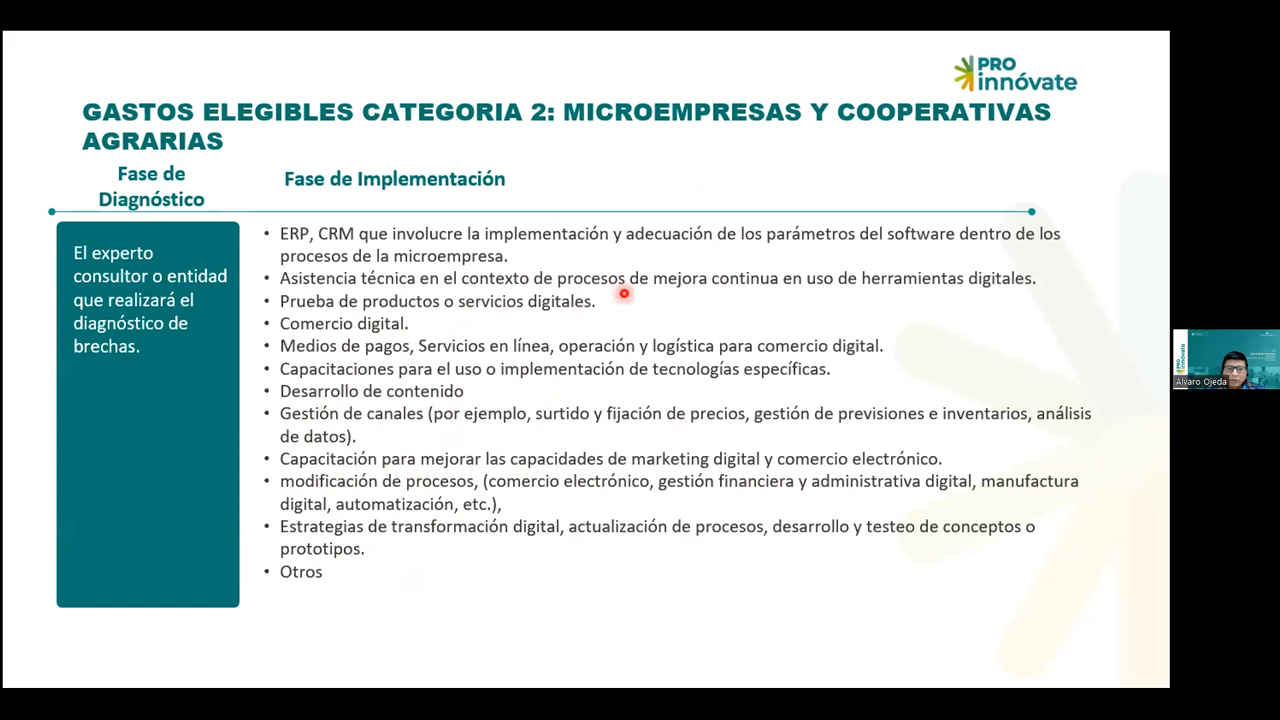 PRO
innóvate
GASTOS ELEGIBLES CATEGORIA 2: MICROEMPRESAS Y COOPERATIVAS
AGRARIAS
Fase de
Diagnóstico
Fase de Implementación
El experto
consultor o entidad
que realizará el
diagnóstico de
brechas.
• ERP, CRM que involucre la implementación y adecuación de los parámetros del software dentro de los
procesos de la microempresa.
• Asistencia técnica en el contexto de procesos de mejora continua en uso de herramientas digitales.
• Prueba de productos o servicios digitales.
• Comercio digital.
• Medios de pagos, Servicios en línea, operación y logística para comercio digital.
• Capacitaciones para el uso o implementación de tecnologías específicas.
• Desarrollo de contenido
• Gestión de canales (por ejemplo, surtido y fijación de precios, gestión de previsiones e inventarios, análisis
de datos).
• Capacitación para mejorar las capacidades de marketing digital y comercio electrónico.
• modificación de procesos, (comercio electrónico, gestión financiera y administrativa digital, manufactura
digital, automatización, etc.),
• Estrategias de transformación digital, actualización de procesos, desarrollo y testeo de conceptos o
prototipos.
• Otros
innóvate
Alvaro Ojeda